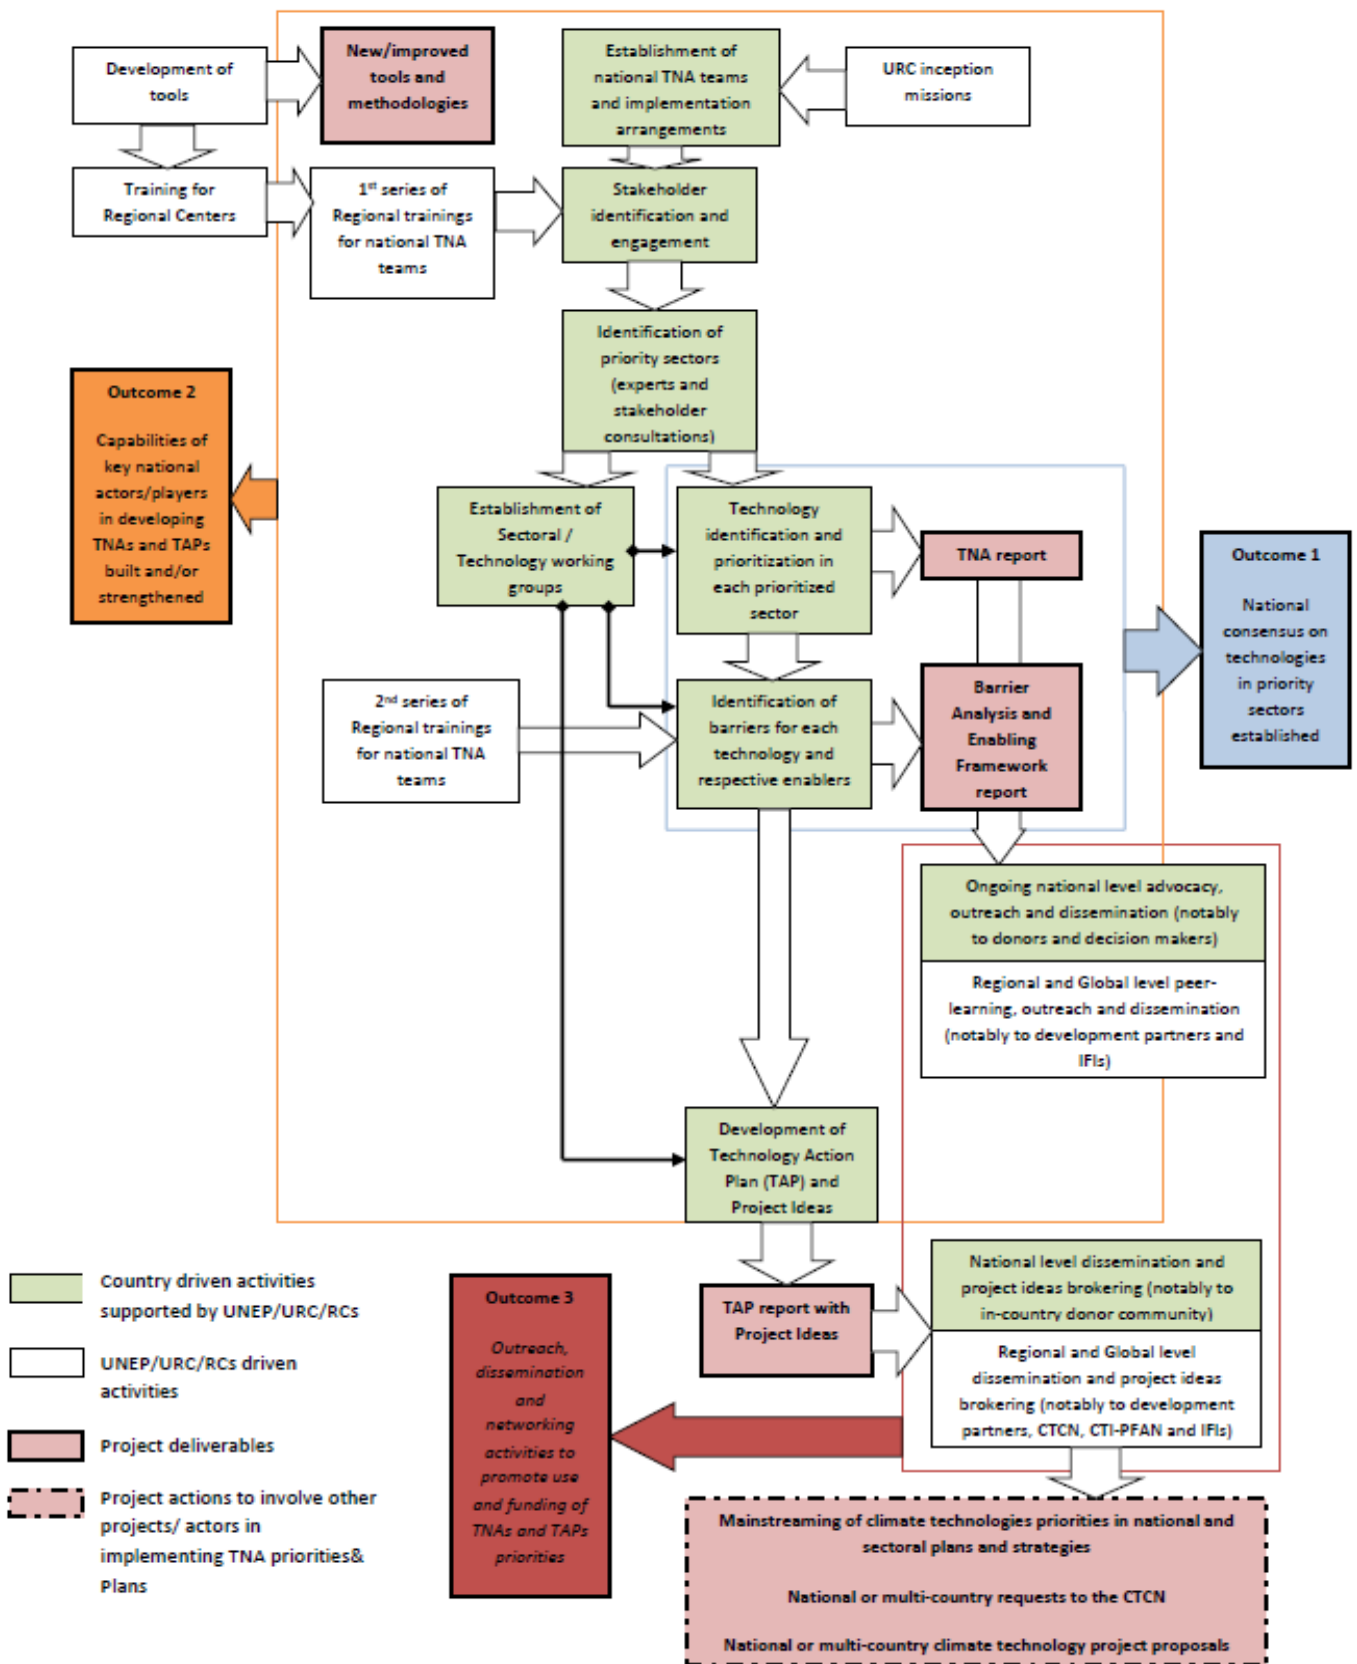 Development of
tools
New/improved
tools and
methodologies
Establishment of
national TNA teams
and implementation
arrangements
URC inception
missions
Training for
Regional Centers
1st series of
Regional trainings
for national TNA
teams
Stakeholder
identification and
engagement
Identification of
priority sectors
(experts and
stakeholder
consultations)
Outcome 2
Capabilities of
key national
actors/players
in developing
TNAs and TAPs
built and/or
strengthened
Establishment of
Sectoral /
Technology working
groups
Technology
identification and
prioritization in
each prioritized
sector
TNA report
Outcome 1
National
consensus on
technologies
in priority
sectors
established
2nd series of
Regional trainings
for national TNA
teams
Identification of
barriers for each
technology and
respective enablers
Barrier
Analysis and
Enabling
Framework
report
Ongoing national level advocacy,
outreach and dissemination (notably
to donors and decision makers)
Regional and Global level peer-
learning, outreach and dissemination
(notably to development partners and
IFIs)
Development of
Technology Action
Plan (TAP) and
Project Ideas
Country driven activities
supported by UNEP/URC/RCs
UNEP/URC/RCs driven
activities
Project deliverables
Project actions to involve other
projects/ actors in
implementing TNA priorities&
Plans
Outcome 3
Outreach,
dissemination
and
networking
activities to
promote use
and funding of
TNAs and TAPs
priorities
TAP report with
Project Ideas
National level dissemination and
project ideas brokering (notably to
in-country donor community)
Regional and Global level
dissemination and project ideas
brokering (notably to development
partners, CTCN, CTI-PFAN and IFIs)
Mainstreaming of climate technologies priorities in national and
sectoral plans and strategies
National or multi-country requests to the CTCN
National or multi-country climate technology project proposals